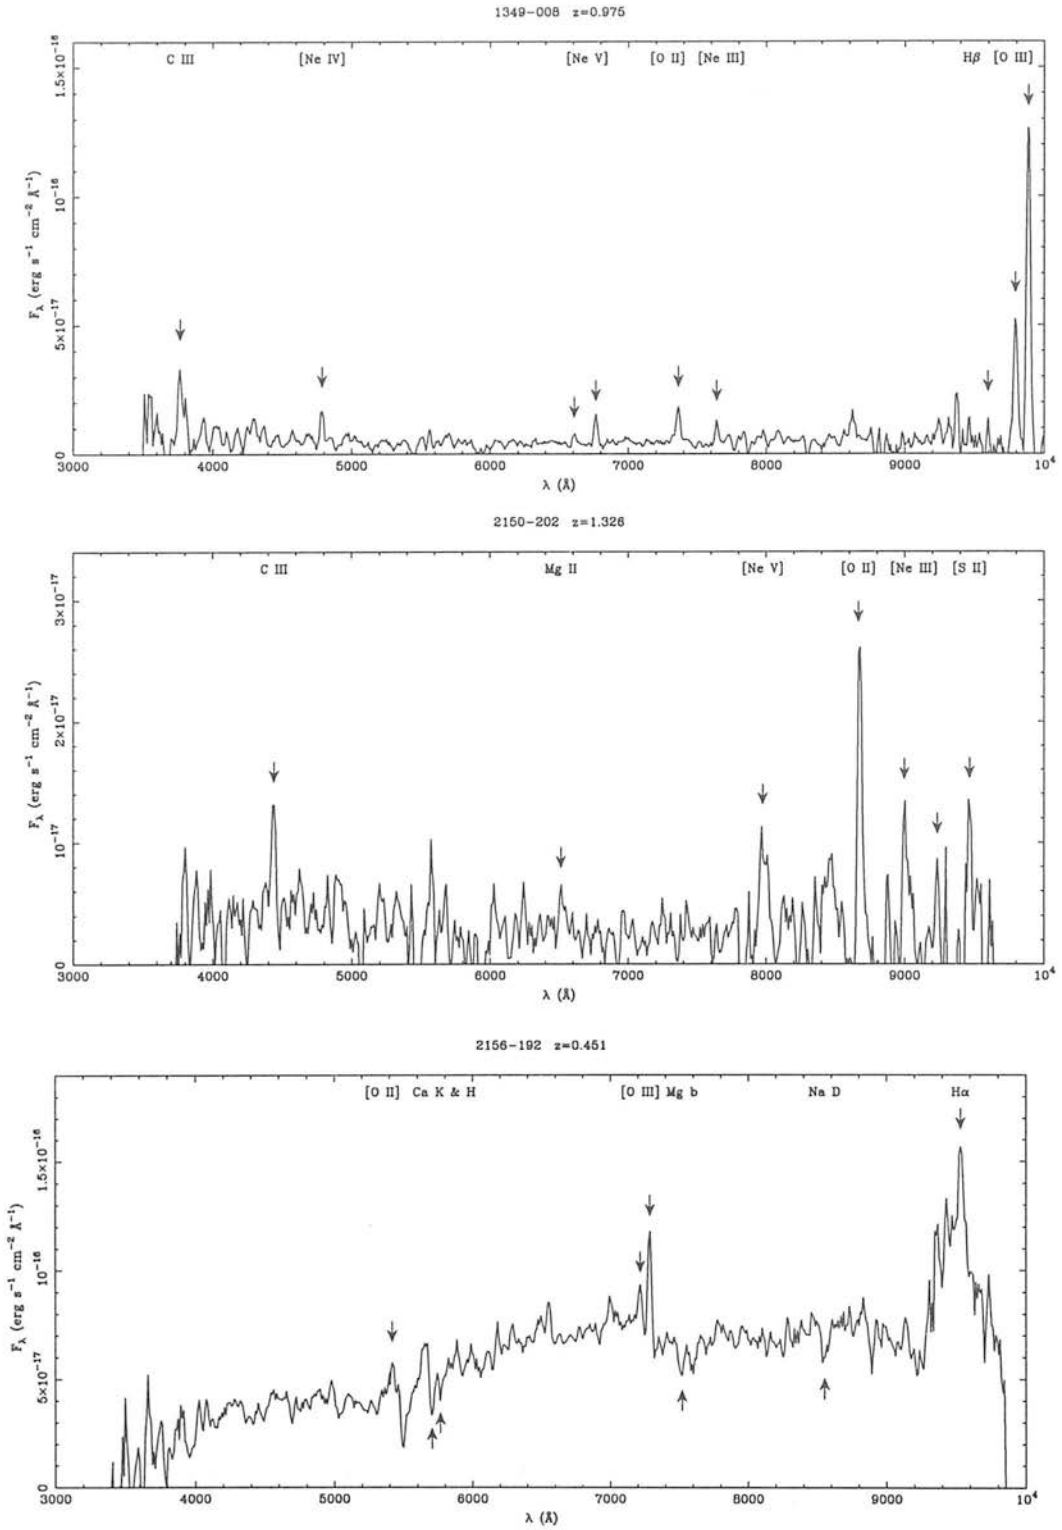 1349-008 z=0.975
C III [Ne IV] [Ne V] [O II] [Ne III] Hβ [O III]
1.5×10⁻¹⁶
10⁻¹⁶
5×10⁻¹⁷
0
F_λ (erg s⁻¹ cm⁻² Å⁻¹)
3000 4000 5000 6000 7000 8000 9000 10⁴
λ (Å)
2150-202 z=1.326
C III Mg II [Ne V] [O II] [Ne III] [S II]
3×10⁻¹⁷
2×10⁻¹⁷
10⁻¹⁷
0
F_λ (erg s⁻¹ cm⁻² Å⁻¹)
3000 4000 5000 6000 7000 8000 9000 10⁴
λ (Å)
2156-192 z=0.451
[O II] Ca K & H [O III] Mg b Na D Hα
1.5×10⁻¹⁶
10⁻¹⁶
5×10⁻¹⁷
0
F_λ (erg s⁻¹ cm⁻² Å⁻¹)
3000 4000 5000 6000 7000 8000 9000 10⁴
λ (Å)